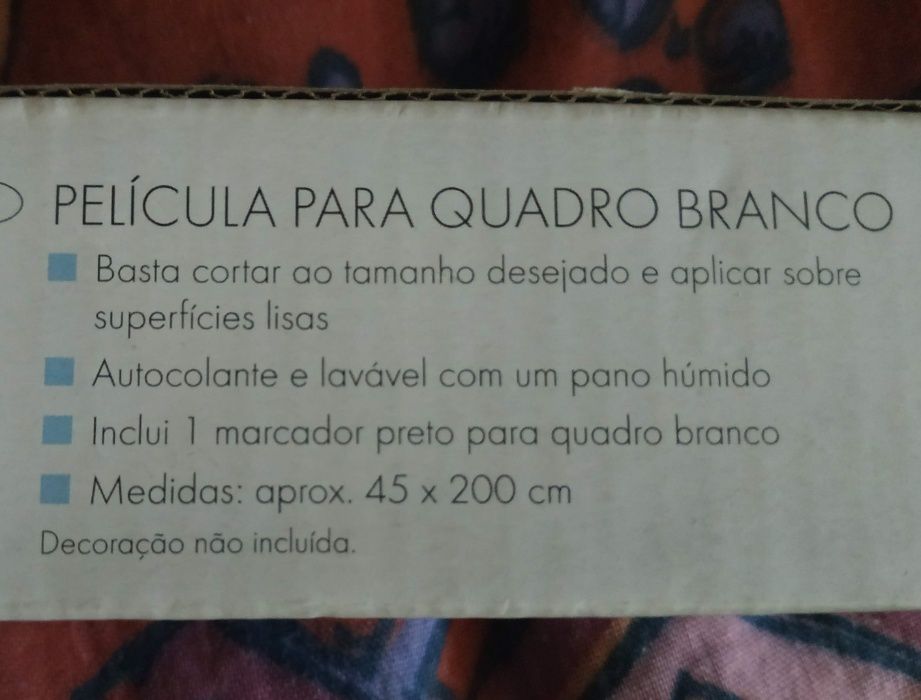 PELÍCULA PARA QUADRO BRANCO
Basta cortar ao tamanho desejado e aplicar sobre
superfícies lisas
Autocolante e lavável com um pano húmido
Inclui 1 marcador preto para quadro branco
Medidas: aprox. 45 x 200 cm
Decoração não incluída.